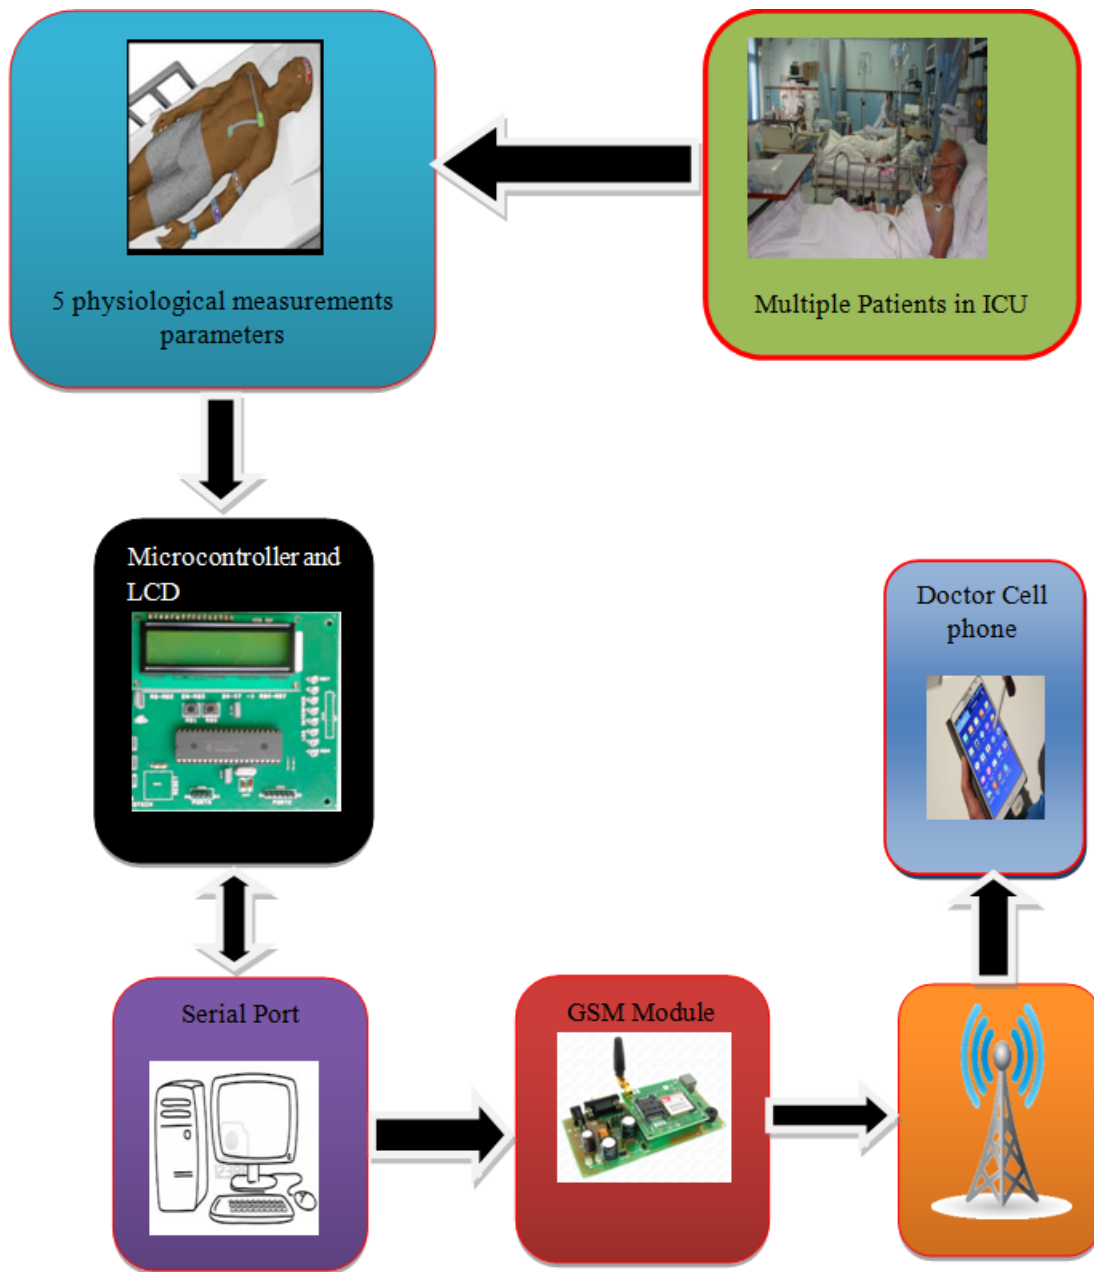 5 physiological measurements
parameters
Multiple Patients in ICU
Microcontroller and
LCD
Doctor Cell
phone
Serial Port
GSM Module